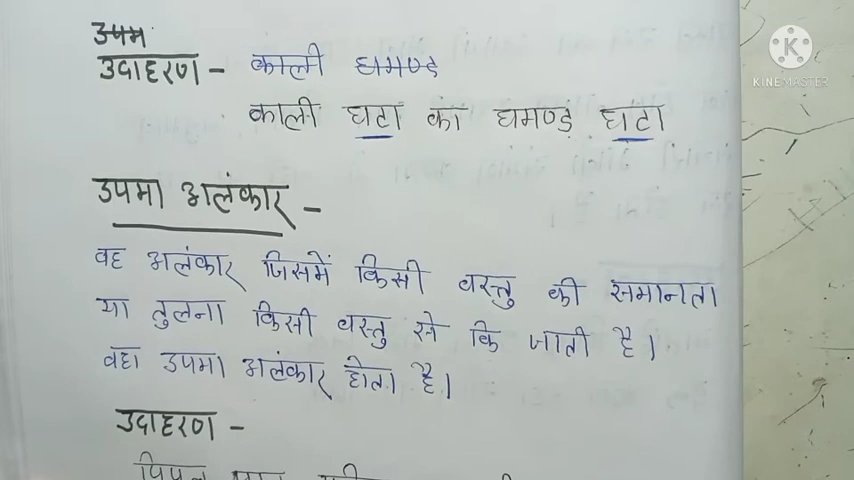 उपम
उदाहरण - काली घमण्ड
काली घटा का घमण्ड़ घटा
उपमा अलंकार -
वह अलंकार जिसमें किसी वस्तु की समानता
या तुलना किसी वस्तु से कि जाती है।
वहा उपमा अलंकार होता है।
उदाहरण -
K
KINEMASTER